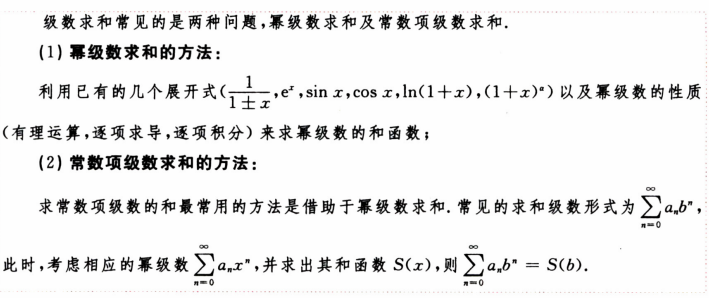 级数求和常见的是两种问题,幂级数求和及常数项级数求和.
(1) 幂级数求和的方法:
利用已有的几个展开式(\frac{1}{1±x},e^x,sin x,cos x,ln(1+x),(1+x)^α)以及幂级数的性质
(有理运算,逐项求导,逐项积分)来求幂级数的和函数;
(2) 常数项级数求和的方法:
求常数项级数的和最常用的方法是借助于幂级数求和.常见的求和级数形式为\sum_{n=0}^{∞} a_n b^n,
此时,考虑相应的幂级数\sum_{n=0}^{∞} a_n x^n,并求出其和函数 S(x),则\sum_{n=0}^{∞} a_n b^n = S(b).